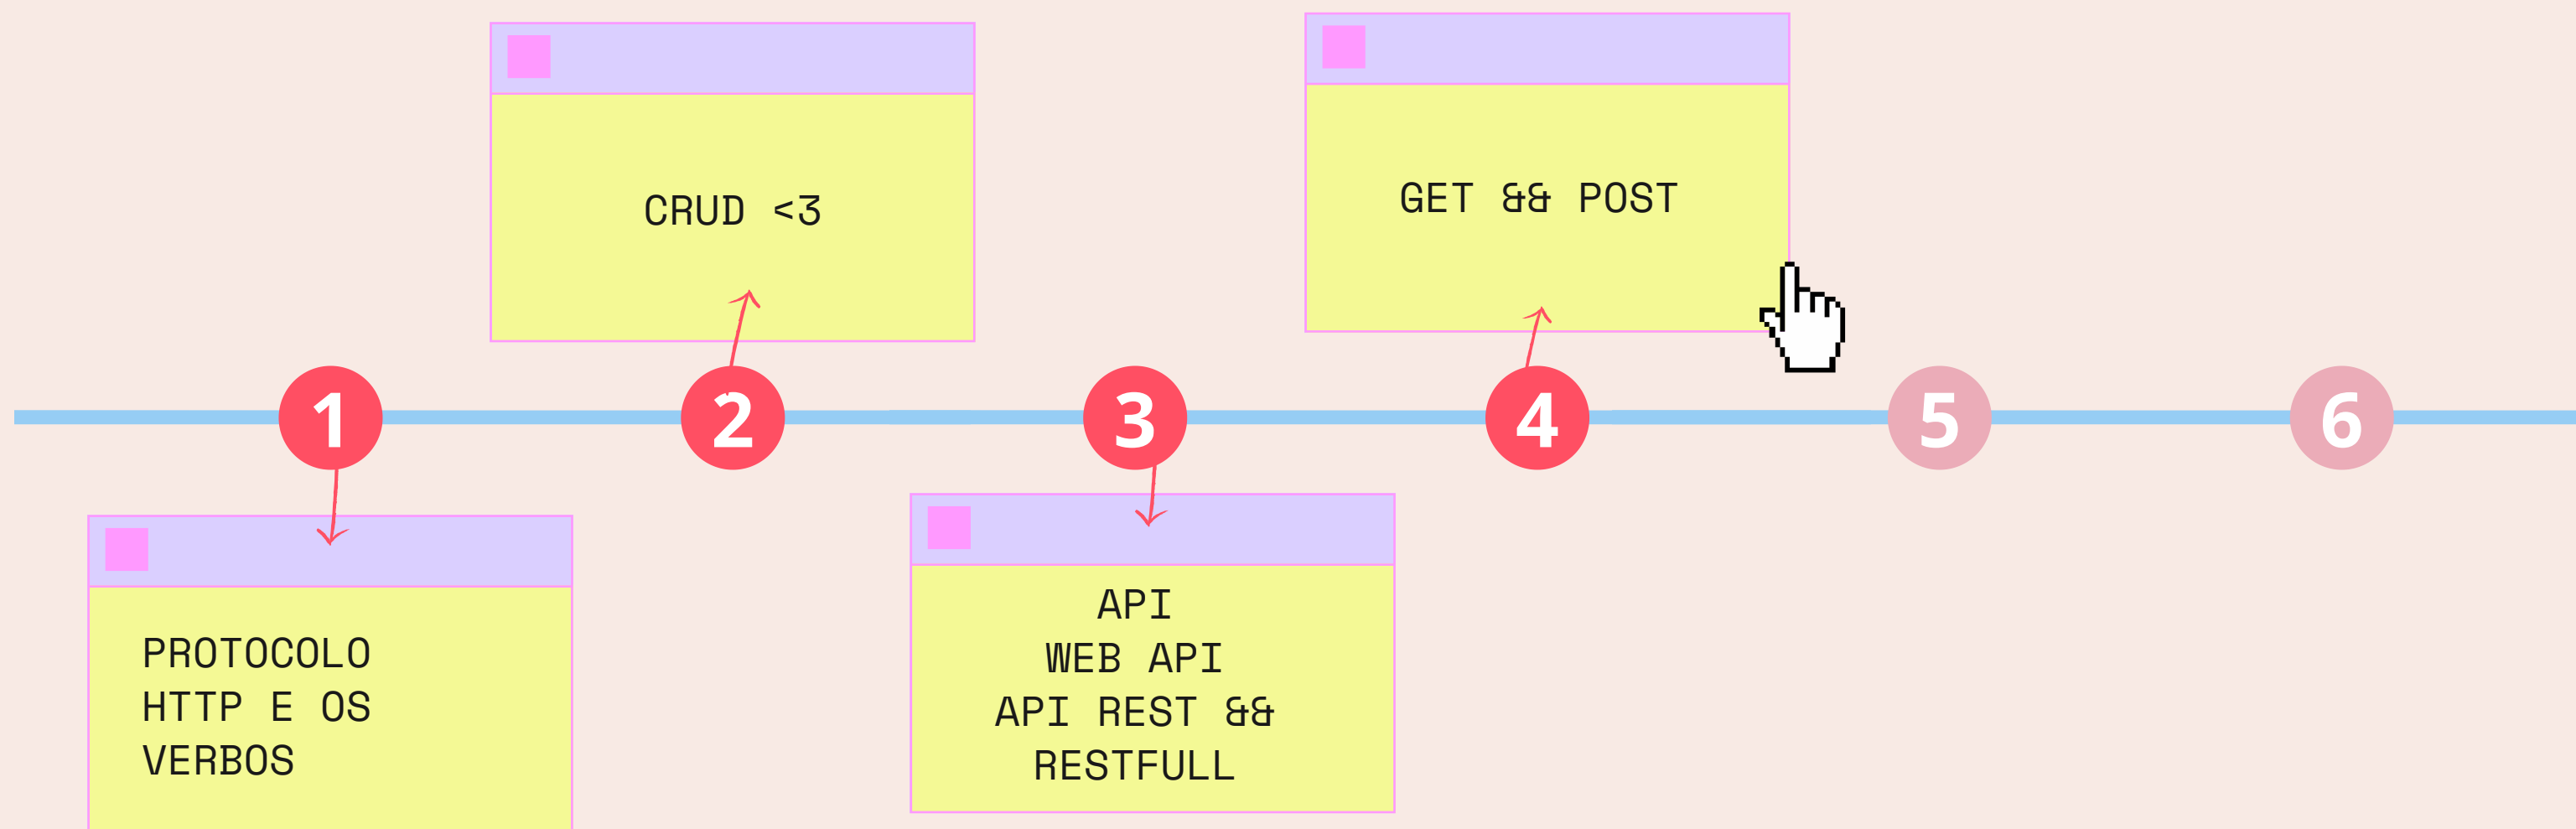 CRUD <3
GET && POST
1
2
3
4
5
6
PROTOCOLO
HTTP E OS
VERBOS
API
WEB API
API REST &&
RESTFULL